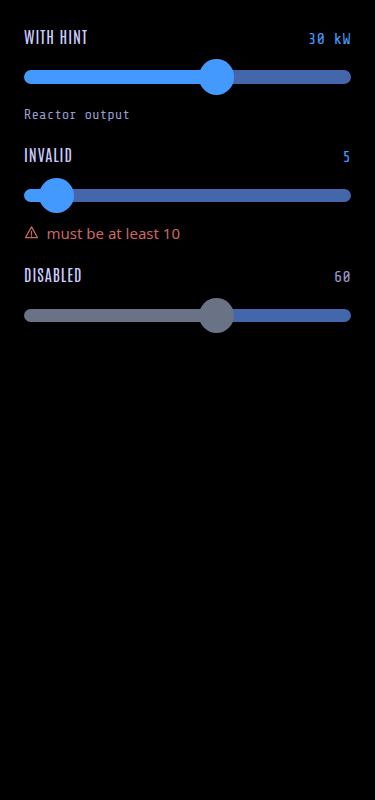 WITH HINT
30 kW
Reactor output
INVALID
5
must be at least 10
DISABLED
60